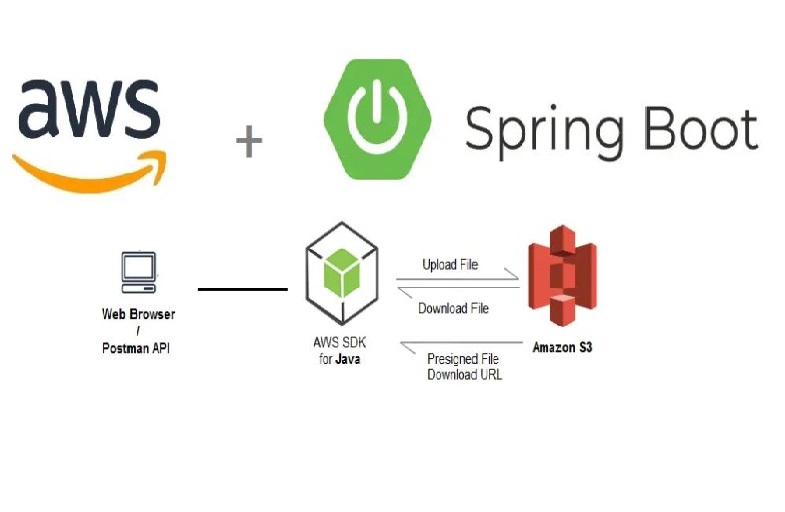 aws
+
Spring Boot
Web Browser
/
Postman API
AWS SDK
for Java
Upload File
Download File
Presigned File
Download URL
Amazon S3